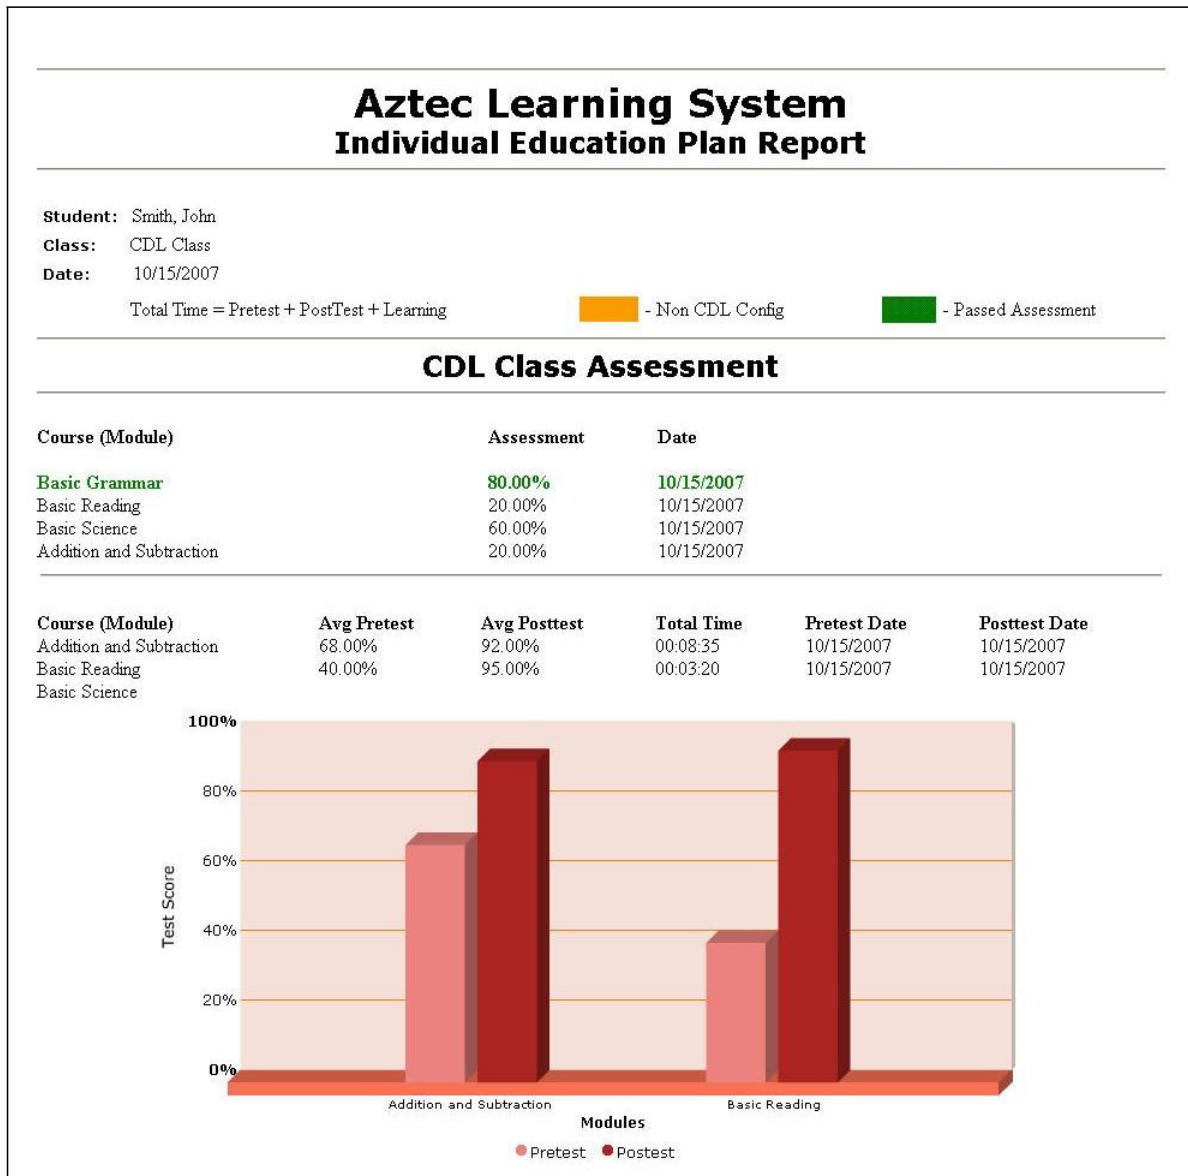 Aztec Learning System
Individual Education Plan Report
Student: Smith, John
Class: CDL Class
Date: 10/15/2007
Total Time = Pretest + PostTest + Learning - Non CDL Config - Passed Assessment
CDL Class Assessment
Course (Module) Assessment Date
Basic Grammar 80.00% 10/15/2007
Basic Reading 20.00% 10/15/2007
Basic Science 60.00% 10/15/2007
Addition and Subtraction 20.00% 10/15/2007
Course (Module) Avg Pretest Avg Posttest Total Time Pretest Date Posttest Date
Addition and Subtraction 68.00% 92.00% 00:08:35 10/15/2007 10/15/2007
Basic Reading 40.00% 95.00% 00:03:20 10/15/2007 10/15/2007
Basic Science
100%
80%
60%
40%
20%
0%
Test Score
Addition and Subtraction Basic Reading
Modules
Pretest Postest